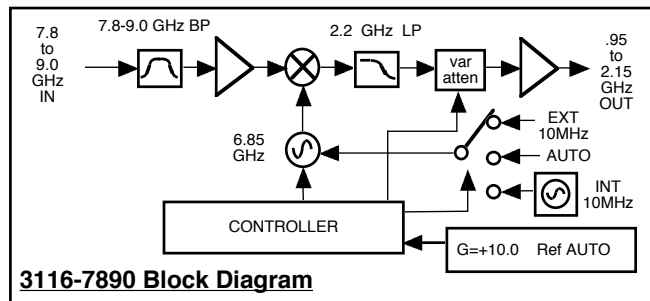 7.8
to
9.0
GHz
IN
7.8-9.0 GHz BP
2.2 GHz LP
var
atten
.95
to
2.15
GHz
OUT
6.85
GHz
EXT
10MHz
AUTO
INT
10MHz
CONTROLLER
G=+10.0 Ref AUTO
3116-7890 Block Diagram